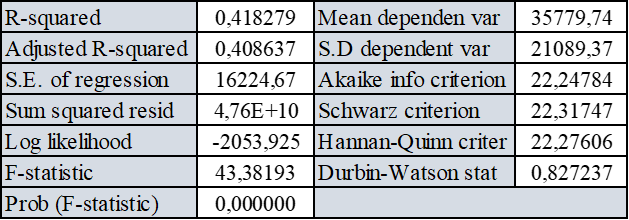 R-squared 0,418279 Mean dependen var 35779,74
Adjusted R-squared 0,408637 S.D dependent var 21089,37
S.E. of regression 16224,67 Akaike info criterion 22,24784
Sum squared resid 4,76E+10 Schwarz criterion 22,31747
Log likelihood -2053,925 Hannan-Quinn criter 22,27606
F-statistic 43,38193 Durbin-Watson stat 0,827237
Prob (F-statistic) 0,000000